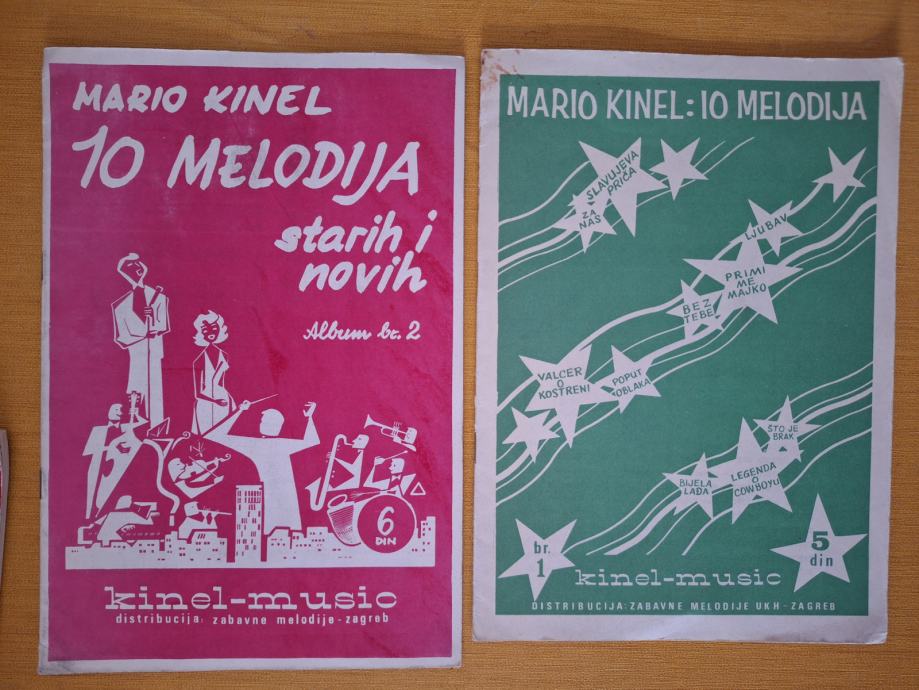 MARIO KINEL
10 MELODIJA
starih i
novih
Album br. 2
6
DIN
kinel-music
distribucija: zabavne melodije - zagreb
MARIO KINEL: 10 MELODIJA
SLAVUJEVA
PRIČA
ZA
NAS
LJUBAV
PRIMI
ME
MAJKO
BEZ
TEBE
VALCER
O
KOSTRENI
POPUT
OBLAKA
ŠTO JE
BRAK
LEGENDA
O
COWBOYU
BIJELA
LAĐA
br.
1
5
din
kinel-music
DISTRIBUCIJA: ZABAVNE MELODIJE UKH - ZAGREB